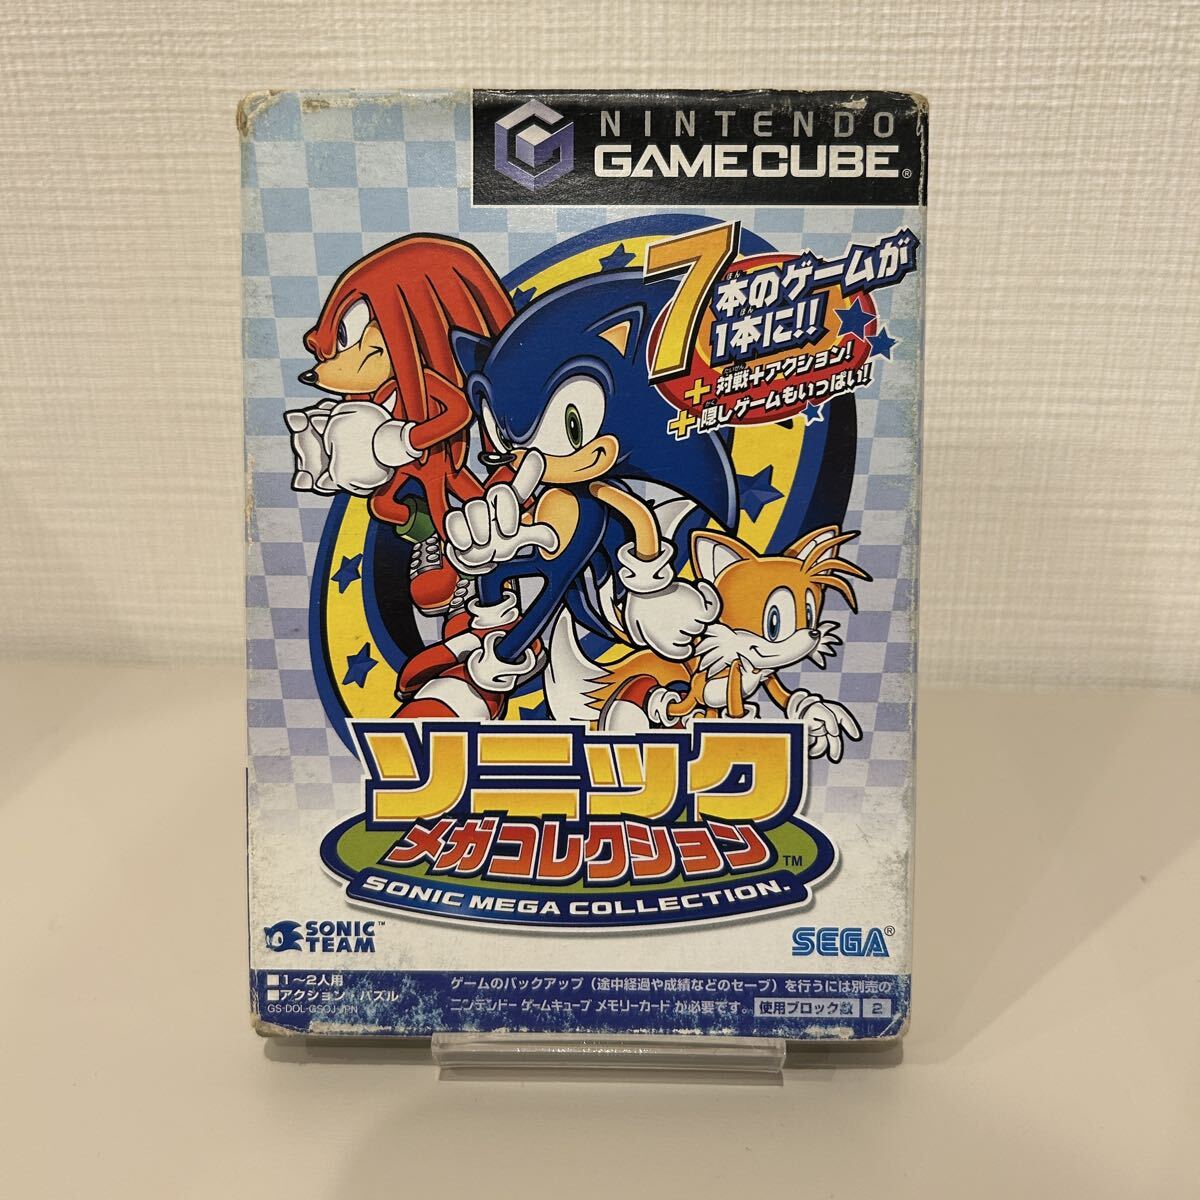 NINTENDO
GAMECUBE®
7本のゲームが
1本に!!
+対戦+アクション!
+隠しゲームもいっぱい!!
ソニック
メガコレクション™
SONIC MEGA COLLECTION.
SONIC™
TEAM
SEGA®
■1〜2人用
■アクション・パズル
GS-DOL-GSOJ-JPN
ゲームのバックアップ(途中経過や成績などのセーブ)を行うには別売の
ニンテンドーゲームキューブ メモリーカード が必要です。 使用ブロック数 2